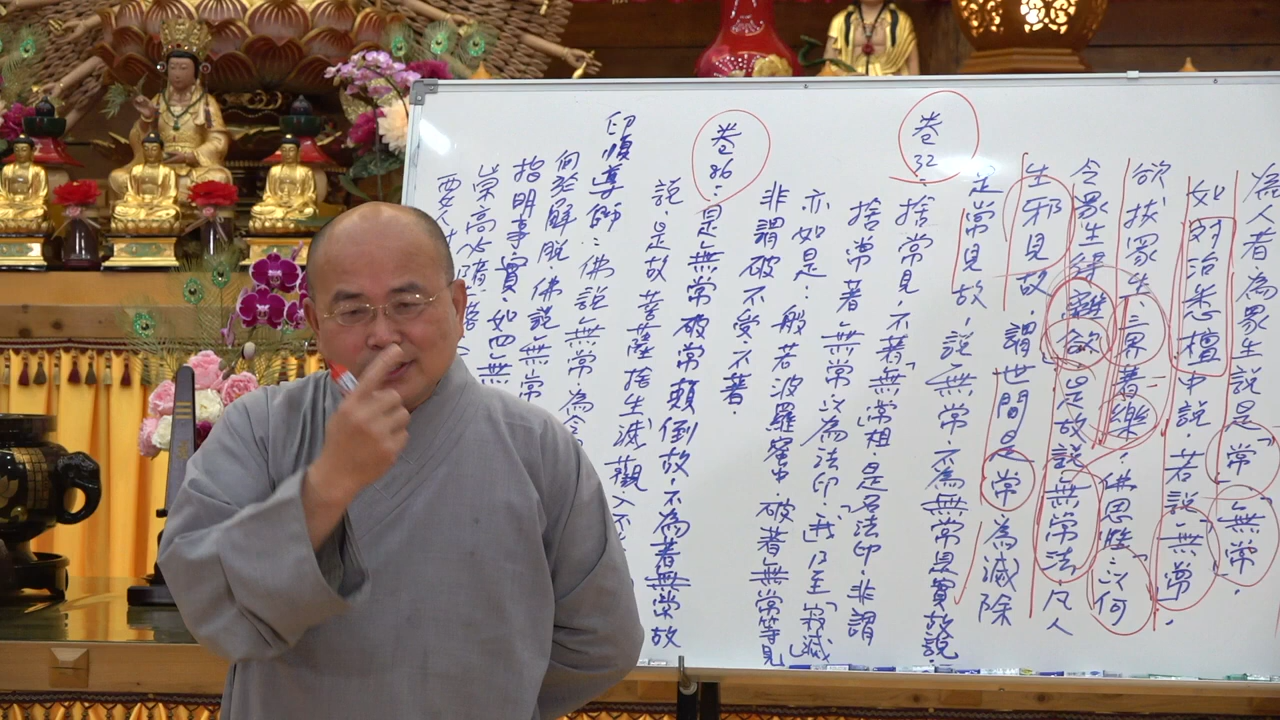 為人者為眾生說是「常」「無常」,
如対治悉檀中說.若說「無常」,
欲拔眾生三界著樂,佛思惟:「以何
令眾生得離欲」是故說無常法.凡人
生邪見故.謂世間是常.為滅除
是常見故,說無常,不為無常是實故說.
卷32:捨常見,不著「無常」相,是名法印,非謂
捨常著無常,以為法印,「我」乃至「寂滅」
亦如是:般若波羅蜜中.破著無常等見
非謂破不受不著.
卷86:是無常破常顛倒故,不為著無常故
說.是故菩薩捨生滅觀入不
印順導師:佛說無常.為令
向於解脫.佛說無常
指明事實.如四無
崇高必墮落